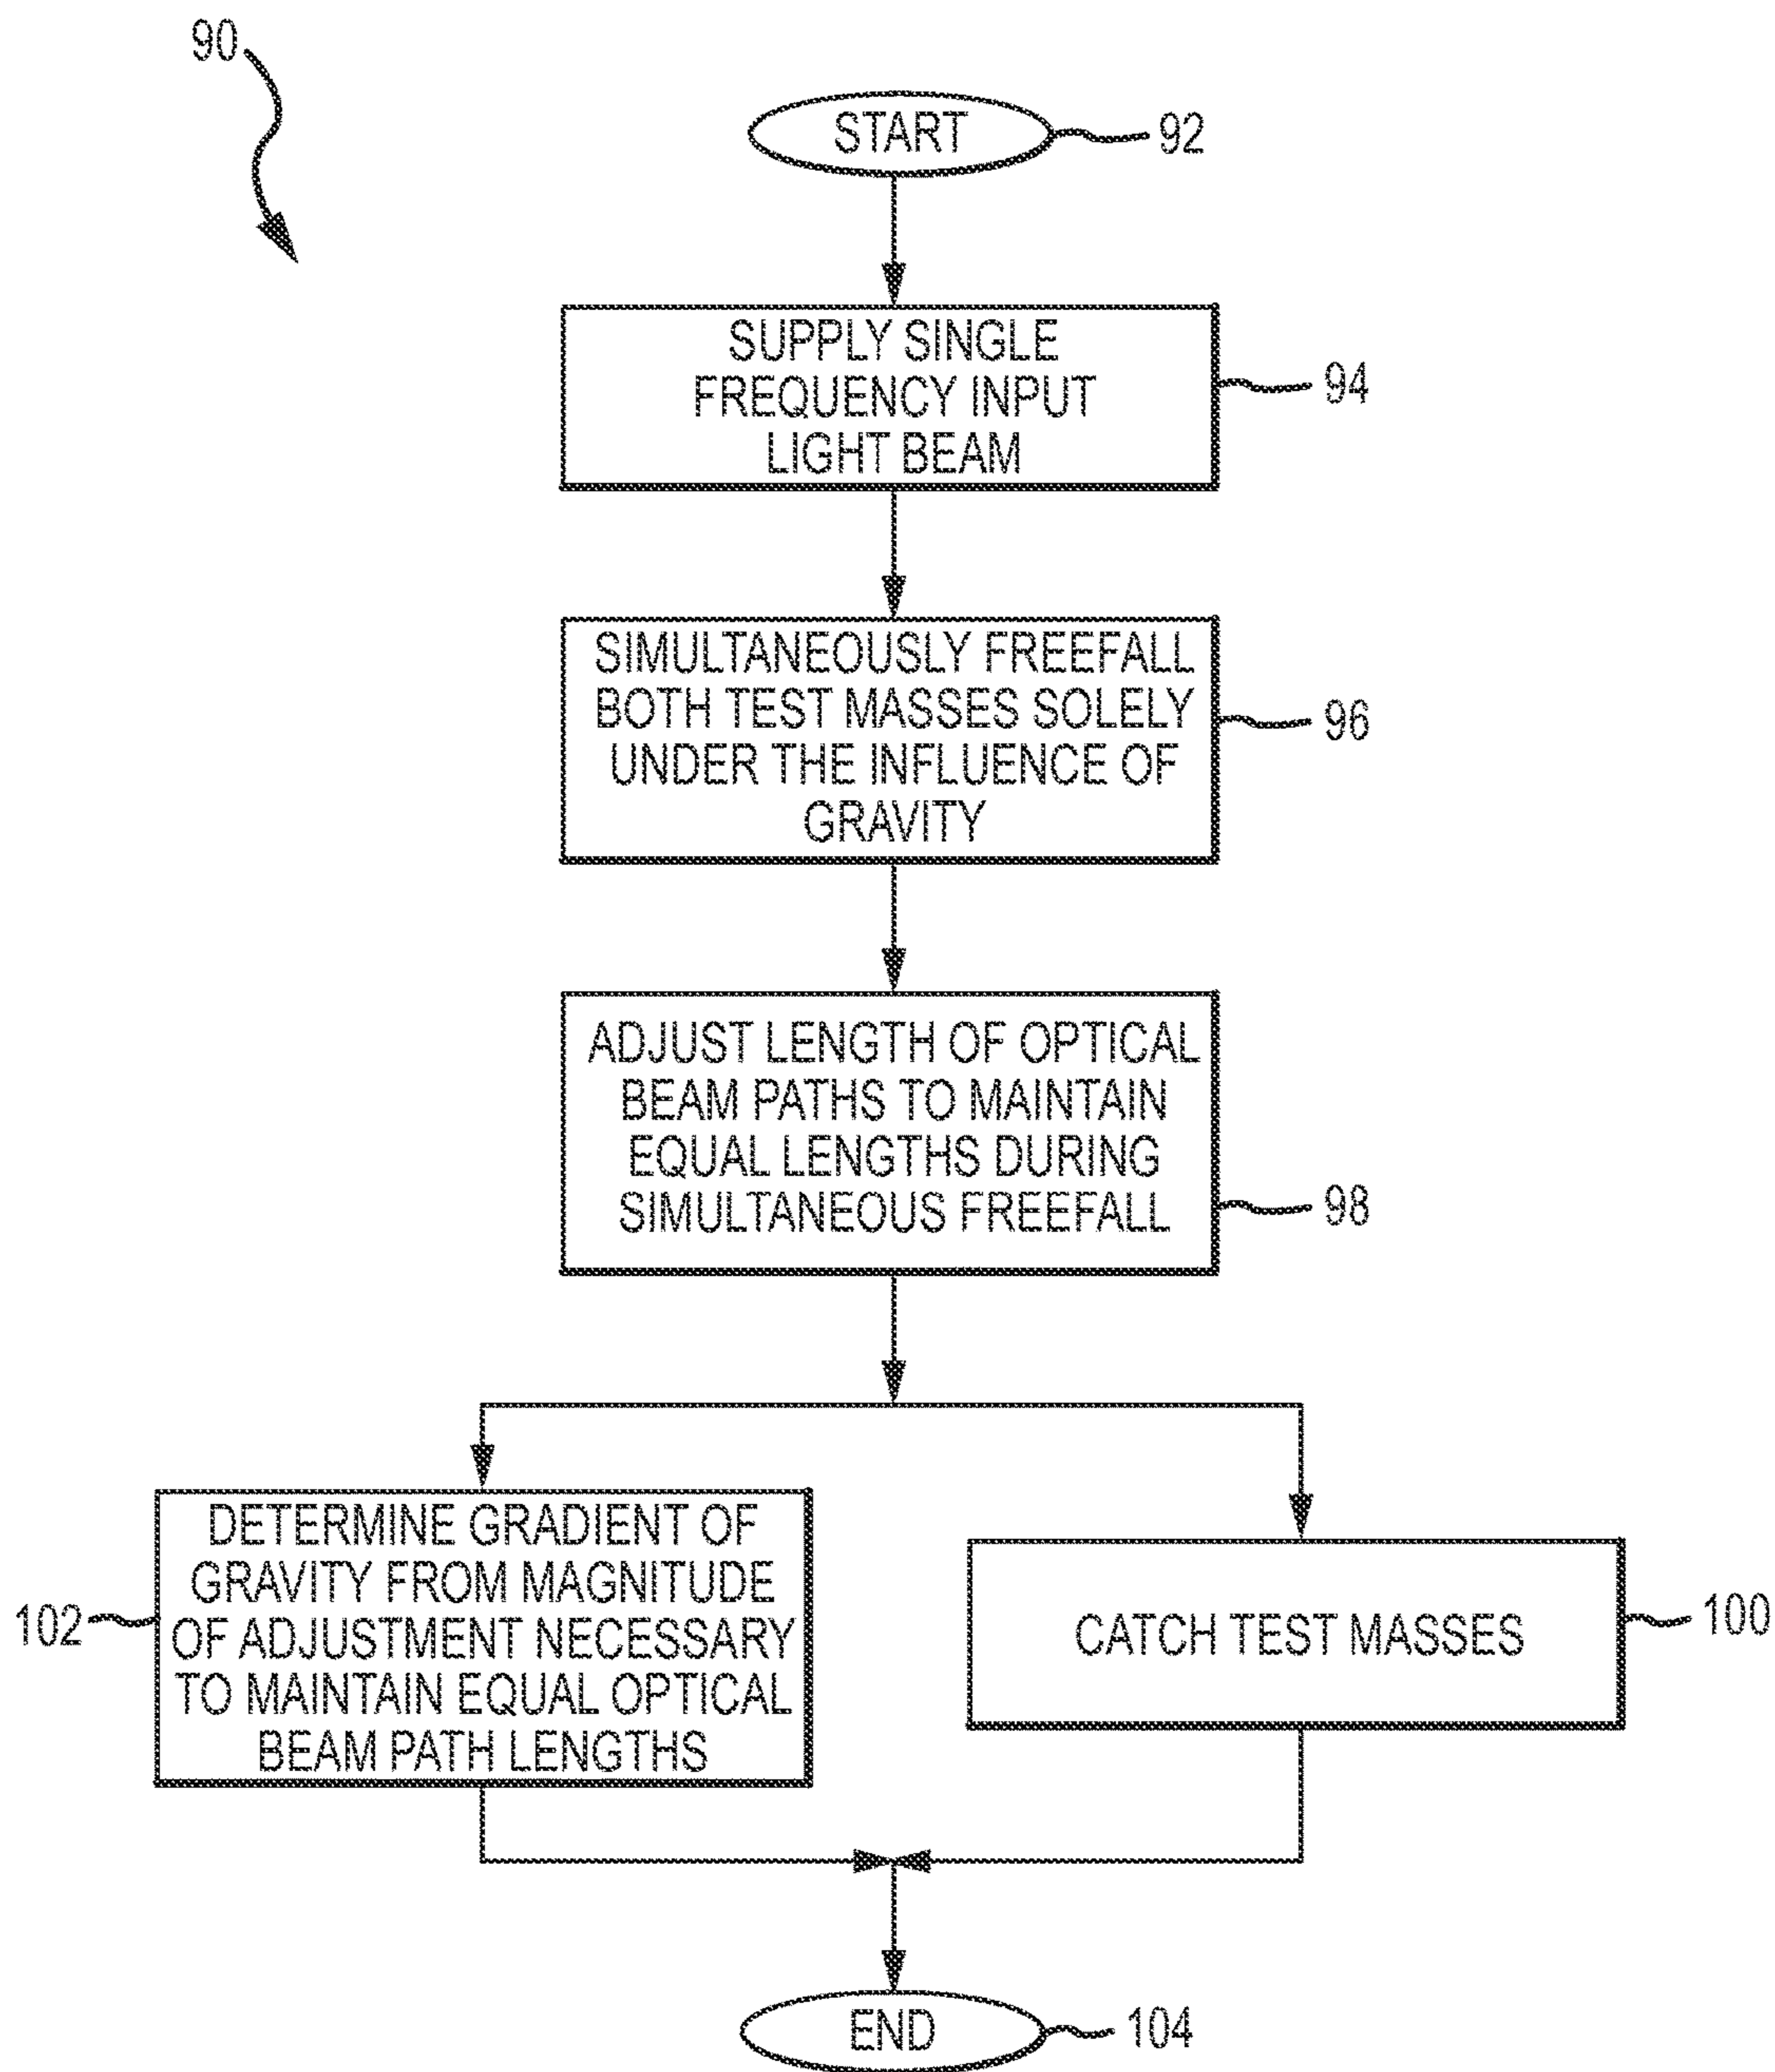 90
START
92
SUPPLY SINGLE
FREQUENCY INPUT
LIGHT BEAM
94
SIMULTANEOUSLY FREEFALL
BOTH TEST MASSES SOLELY
UNDER THE INFLUENCE OF
GRAVITY
96
ADJUST LENGTH OF OPTICAL
BEAM PATHS TO MAINTAIN
EQUAL LENGTHS DURING
SIMULTANEOUS FREEFALL
98
DETERMINE GRADIENT OF
GRAVITY FROM MAGNITUDE
OF ADJUSTMENT NECESSARY
TO MAINTAIN EQUAL OPTICAL
BEAM PATH LENGTHS
102
CATCH TEST MASSES
100
END
104